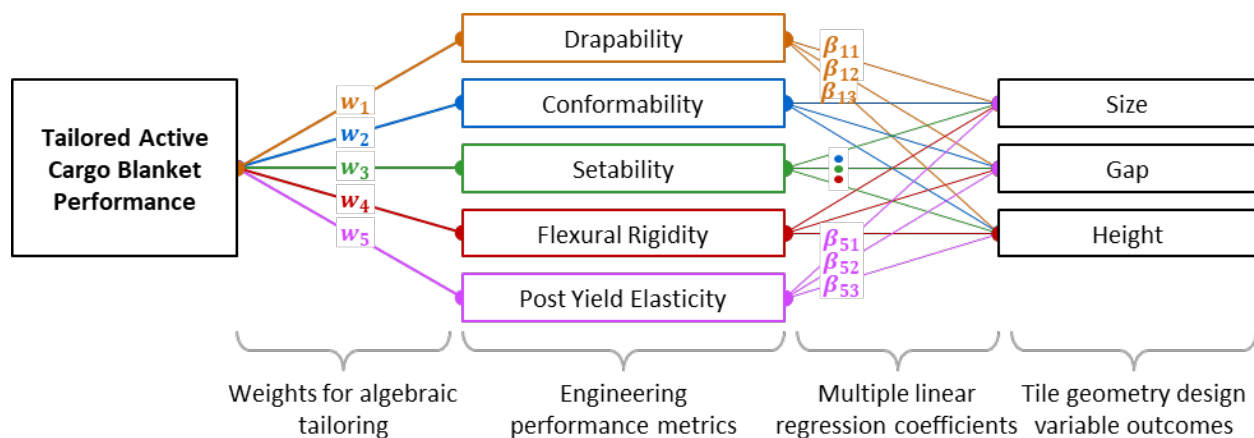 Tailored Active
Cargo Blanket
Performance
w₁
w₂
w₃
w₄
w₅
Drapability
Conformability
Setability
Flexural Rigidity
Post Yield Elasticity
β₁₁
β₁₂
β₁₃
β₅₁
β₅₂
β₅₃
Size
Gap
Height
Weights for algebraic
tailoring
Engineering
performance metrics
Multiple linear
regression coefficients
Tile geometry design
variable outcomes